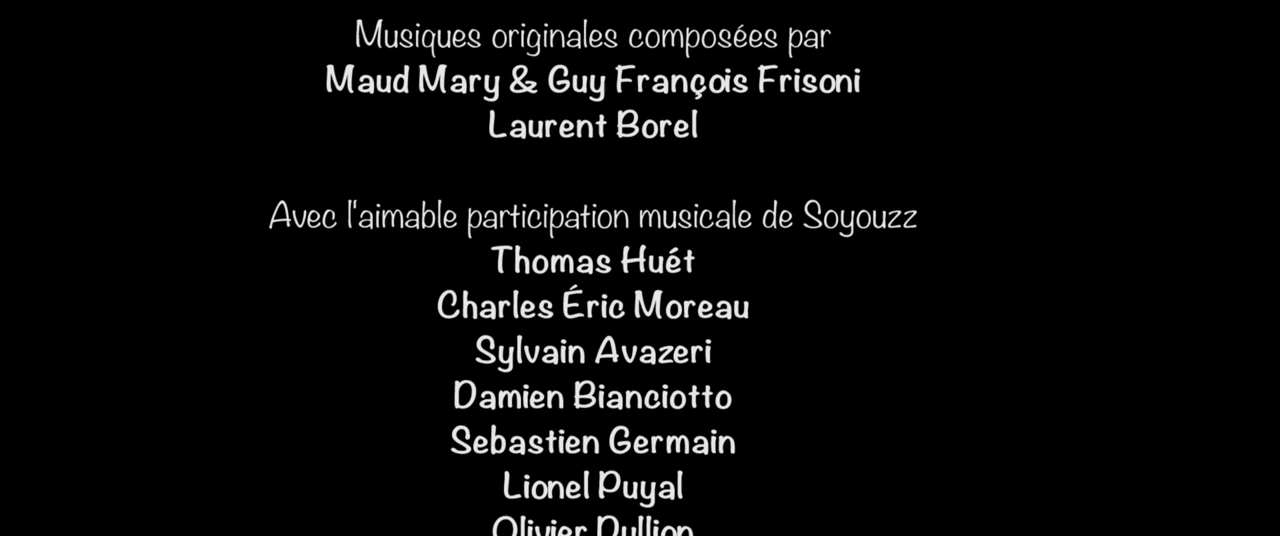 Musiques originales composées par
Maud Mary & Guy François Frisoni
Laurent Borel
Avec l'aimable participation musicale de Soyouzz
Thomas Huét
Charles Éric Moreau
Sylvain Avazeri
Damien Bianciotto
Sebastien Germain
Lionel Puyal
Olivier